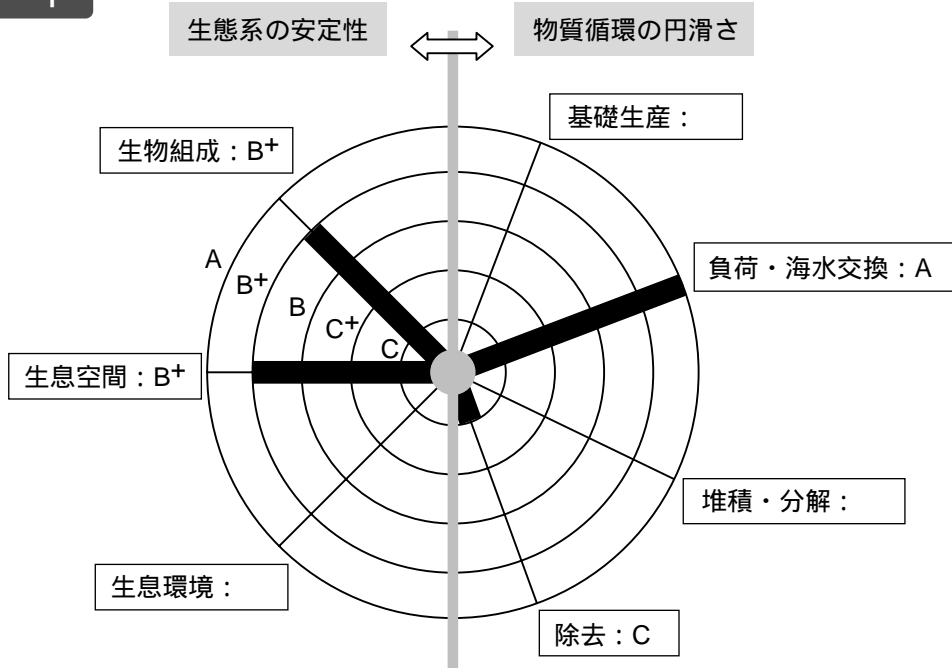 生態系の安定性
物質循環の円滑さ
基礎生産：
生物組成：B+
A
B+
B
C+
C
負荷・海水交換：A
生息空間：B+
堆積・分解：
生息環境：
除去：C